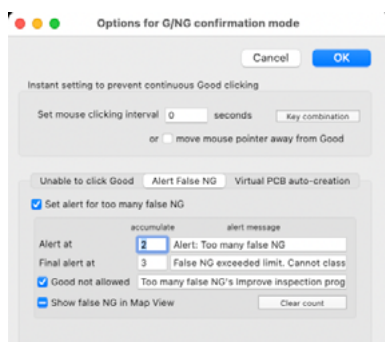 Options for G/NG confirmation mode
Cancel OK
Instant setting to prevent continuous Good clicking
Set mouse clicking interval 0 seconds Key combination
or move mouse pointer away from Good
Unable to click Good Alert False NG Virtual PCB auto-creation
Set alert for too many false NG
accumulate alert message
Alert at 2 Alert: Too many false NG
Final alert at 3 False NG exceeded limit. Cannot class
Good not allowed Too many false NG's Improve inspection prog
Show false NG in Map View Clear count